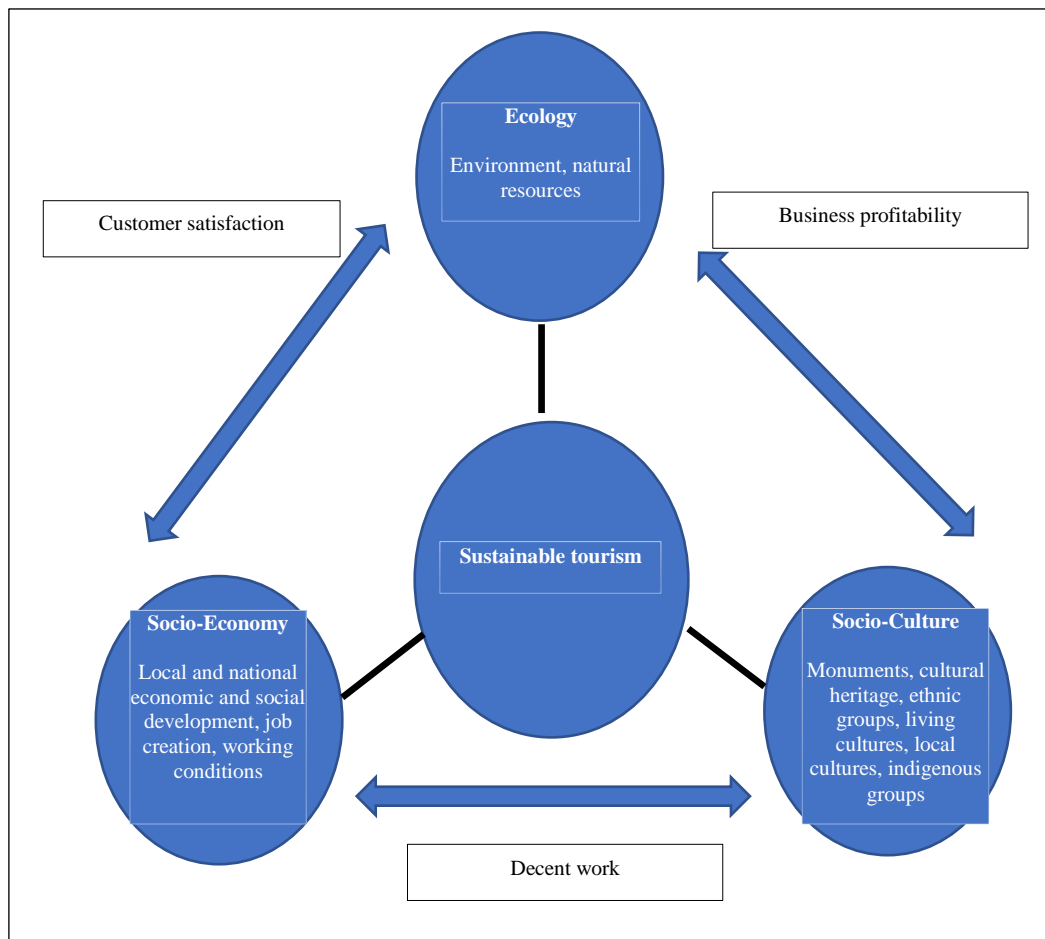 Ecology
Environment, natural
resources
Customer satisfaction
Business profitability
Sustainable tourism
Socio-Economy
Local and national
economic and social
development, job
creation, working
conditions
Socio-Culture
Monuments, cultural
heritage, ethnic
groups, living
cultures, local
cultures, indigenous
groups
Decent work